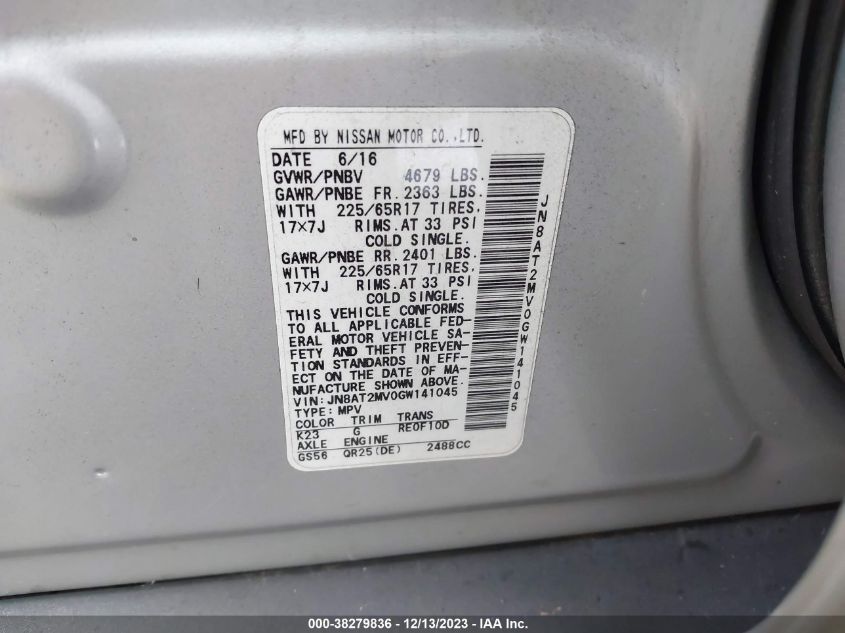 MFD BY NISSAN MOTOR CO.,LTD.
DATE 6/16
GVWR/PNBV 4679 LBS.
GAWR/PNBE FR. 2363 LBS.
WITH 225/65R17 TIRES,
17×7J RIMS.AT 33 PSI
COLD SINGLE.
GAWR/PNBE RR. 2401 LBS.
WITH 225/65R17 TIRES,
17×7J RIMS.AT 33 PSI
COLD SINGLE.
THIS VEHICLE CONFORMS
TO ALL APPLICABLE FED-
ERAL MOTOR VEHICLE SA-
FETY AND THEFT PREVEN-
TION STANDARDS IN EFF-
ECT ON THE DATE OF MA-
NUFACTURE SHOWN ABOVE.
VIN: JN8AT2MV0GW141045
TYPE: MPV
COLOR TRIM TRANS
K23 G RE0F10D
AXLE ENGINE
GS56 QR25(DE) 2488CC
JN8AT2MV0GW141045
000-38279836 - 12/13/2023 - IAAI.com